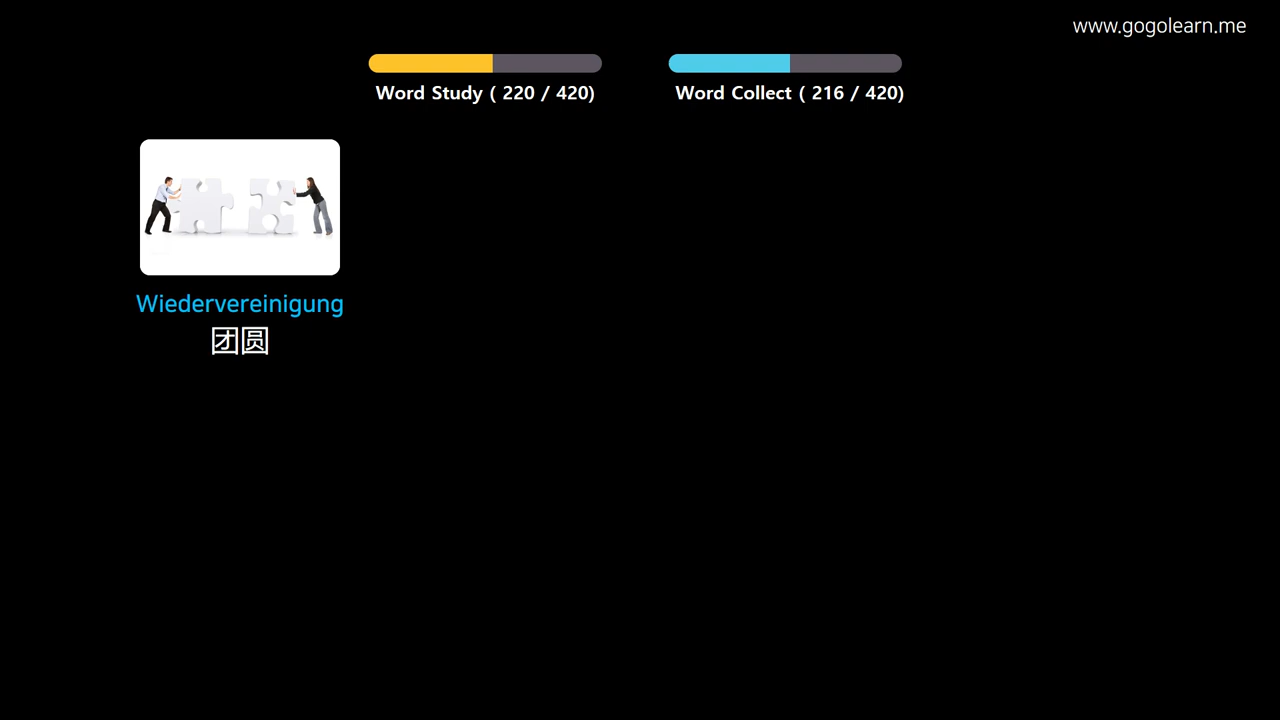 www.gogolearn.me
Word Study ( 220 / 420)
Word Collect ( 216 / 420)
Wiedervereinigung
团圆